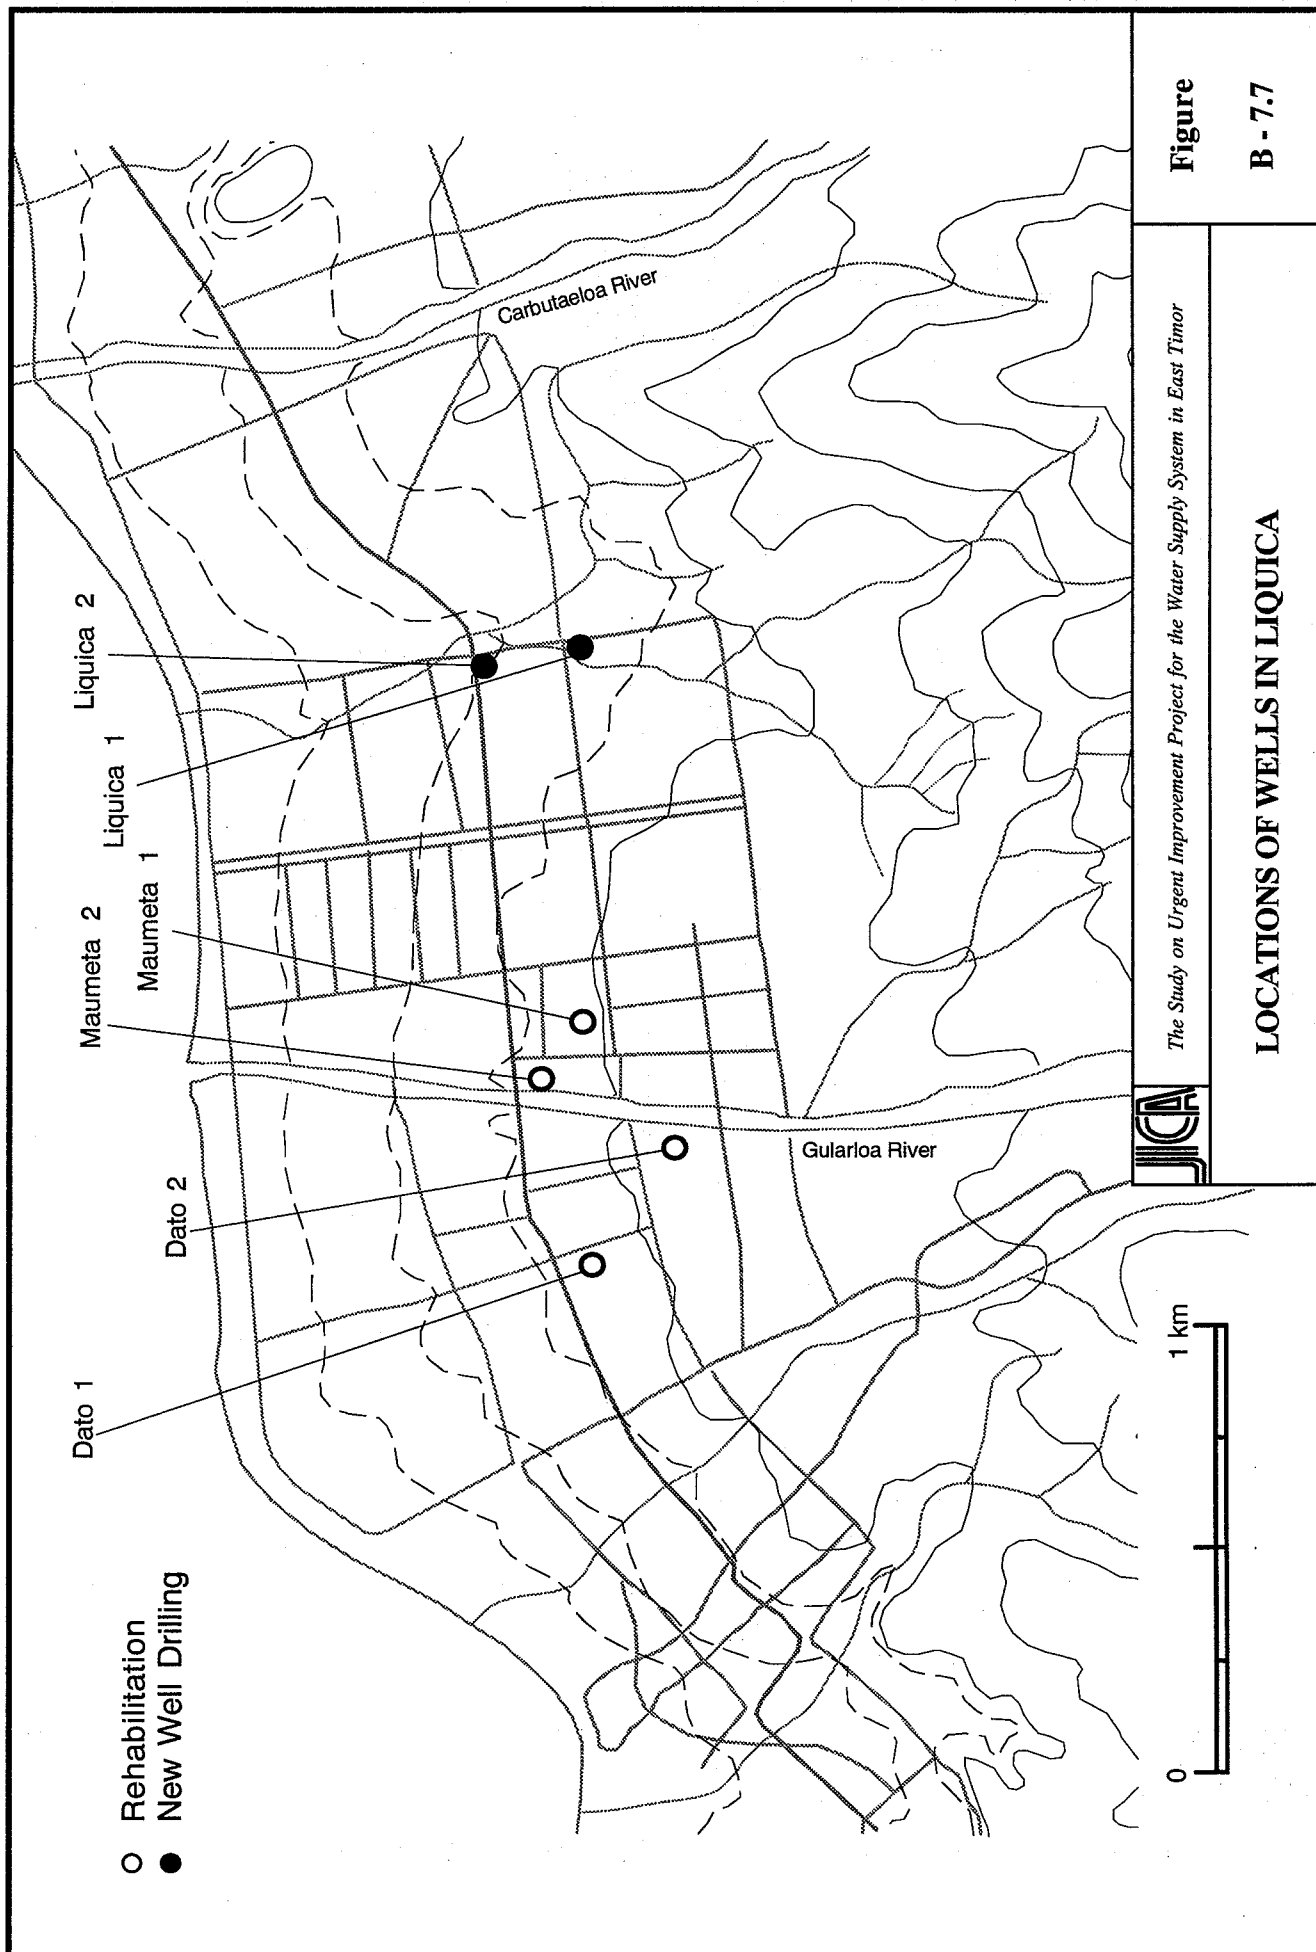 Rehabilitation
New Well Drilling
Dato 1
Dato 2
Maumeta 2
Maumeta 1
Liquica 1
Liquica 2
Carbutaeloa River
Gularloa River
0
1 km
JICA
The Study on Urgent Improvement Project for the Water Supply System in East Timor
Figure
LOCATIONS OF WELLS IN LIQUICA
B - 7.7